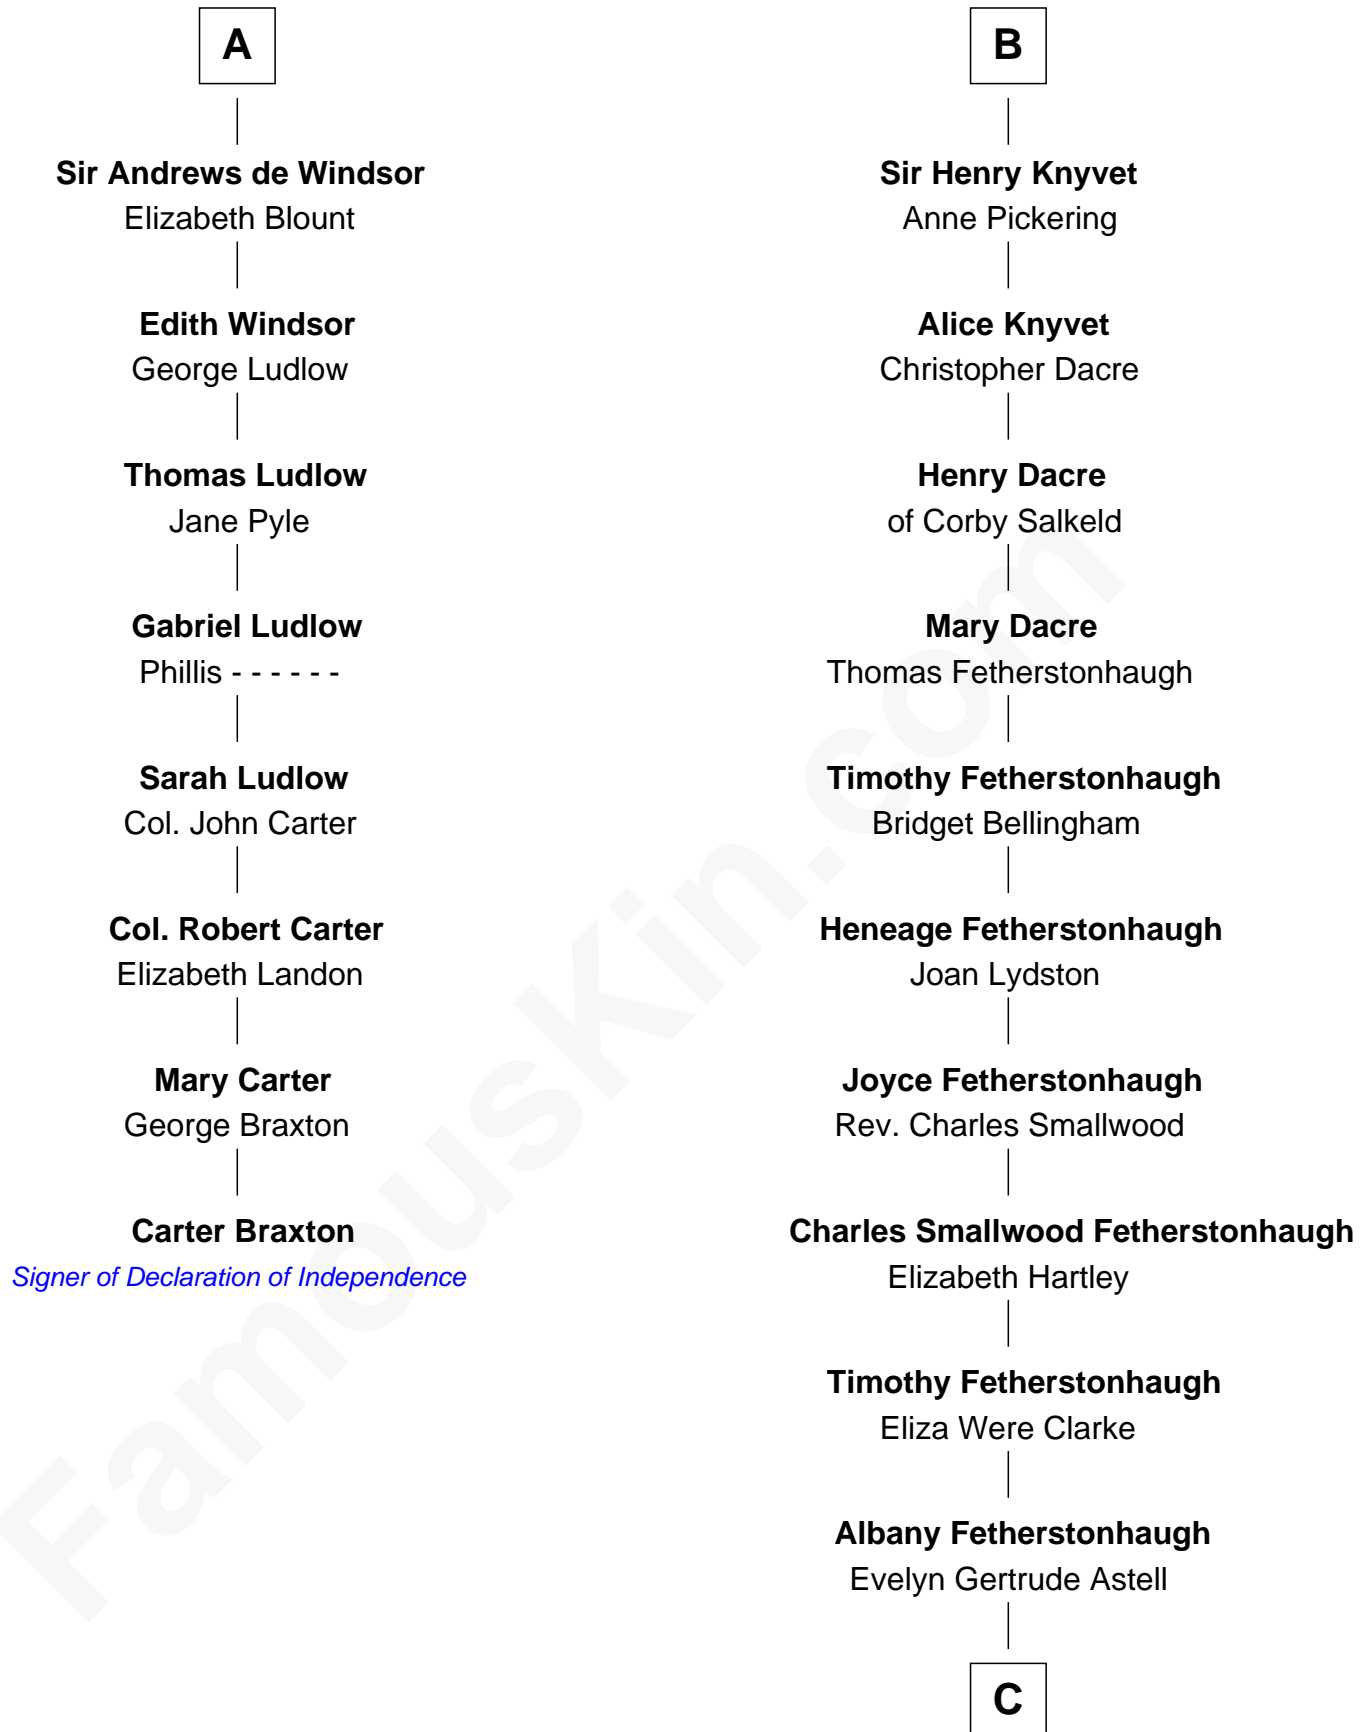 A
Sir Andrews de Windsor
Elizabeth Blount
Edith Windsor
George Ludlow
Thomas Ludlow
Jane Pyle
Gabriel Ludlow
Phillis - - - - - -
Sarah Ludlow
Col. John Carter
Col. Robert Carter
Elizabeth Landon
Mary Carter
George Braxton
Carter Braxton
Signer of Declaration of Independence
B
Sir Henry Knyvet
Anne Pickering
Alice Knyvet
Christopher Dacre
Henry Dacre
of Corby Salkeld
Mary Dacre
Thomas Fetherstonhaugh
Timothy Fetherstonhaugh
Bridget Bellingham
Heneage Fetherstonhaugh
Joan Lydston
Joyce Fetherstonhaugh
Rev. Charles Smallwood
Charles Smallwood Fetherstonhaugh
Elizabeth Hartley
Timothy Fetherstonhaugh
Eliza Were Clarke
Albany Fetherstonhaugh
Evelyn Gertrude Astell
C
FamousKin.com